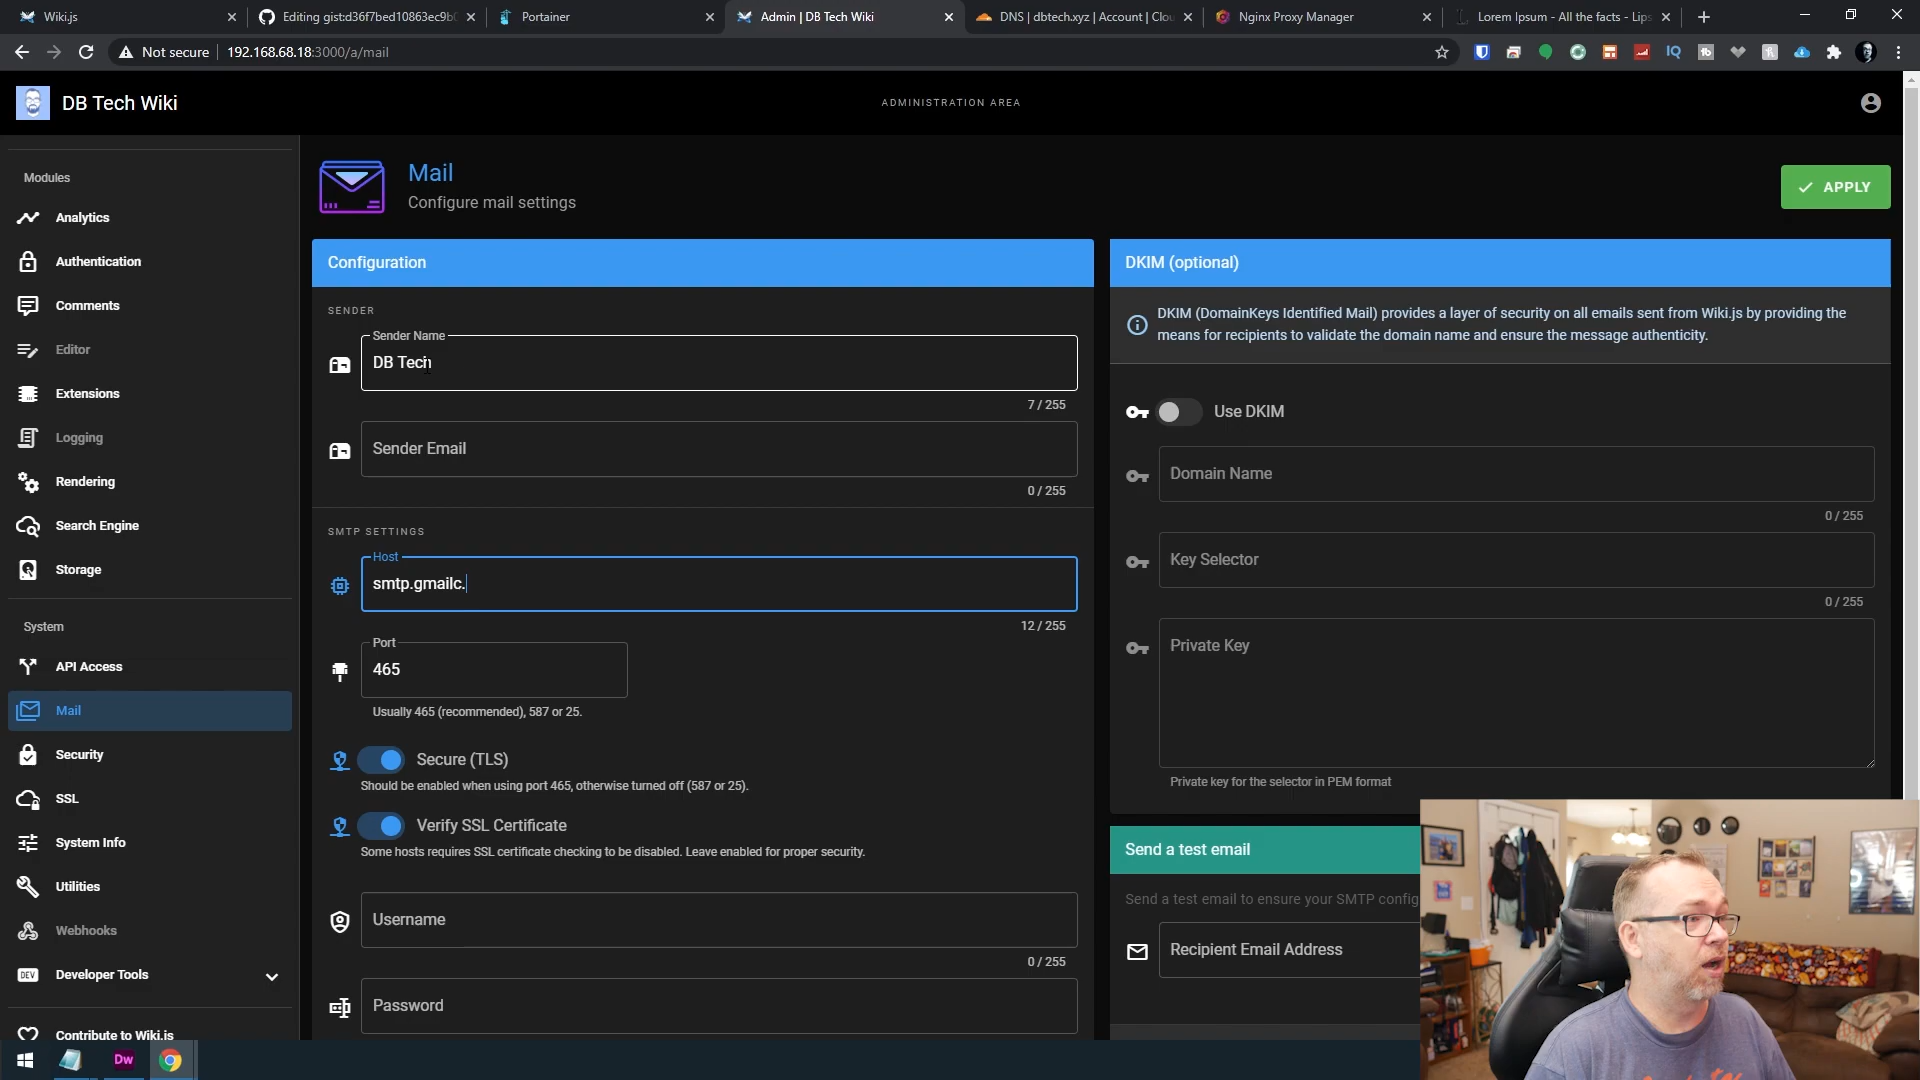 Wiki.js
Editing gist:d36f7bed10863ec9b
Portainer
Admin | DB Tech Wiki
DNS | dbtech.xyz | Account | Clou
Nginx Proxy Manager
Lorem Ipsum - All the facts - Lips
Not secure
192.168.68.18:3000/a/mail
DB Tech Wiki
ADMINISTRATION AREA
Modules
Analytics
Authentication
Comments
Editor
Extensions
Logging
Rendering
Search Engine
Storage
System
API Access
Mail
Security
SSL
System Info
Utilities
Webhooks
DEV
Developer Tools
Contribute to Wiki.js
Mail
Configure mail settings
APPLY
Configuration
SENDER
Sender Name
DB Tech
7 / 255
Sender Email
0 / 255
SMTP SETTINGS
Host
smtp.gmailc.
12 / 255
Port
465
Usually 465 (recommended), 587 or 25.
Secure (TLS)
Should be enabled when using port 465, otherwise turned off (587 or 25).
Verify SSL Certificate
Some hosts requires SSL certificate checking to be disabled. Leave enabled for proper security.
Username
0 / 255
Password
DKIM (optional)
DKIM (DomainKeys Identified Mail) provides a layer of security on all emails sent from Wiki.js by providing the
means for recipients to validate the domain name and ensure the message authenticity.
Use DKIM
Domain Name
0 / 255
Key Selector
0 / 255
Private Key
Private key for the selector in PEM format
Send a test email
Send a test email to ensure your SMTP config
Recipient Email Address
Dw